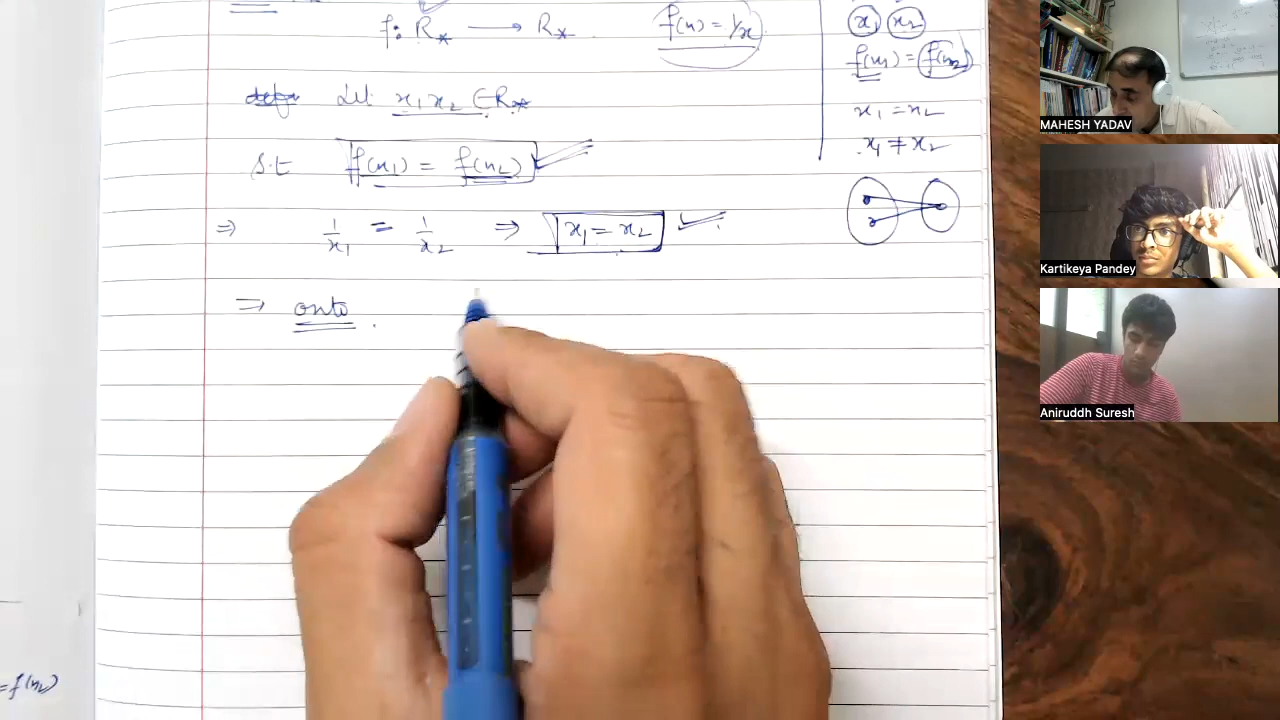 f: R* → R*    f(x) = 1/x
Let x1 x2 ∈ R*
S.t f(x1) = f(x2)
⇒ 1/x1 = 1/x2 ⇒ x1 = x2
⇒ onto.
x1 x2
f(x1) = f(x2)
x1 = x2
x1 ≠ x2
= f(x2)
MAHESH YADAV
Kartikeya Pandey
Aniruddh Suresh